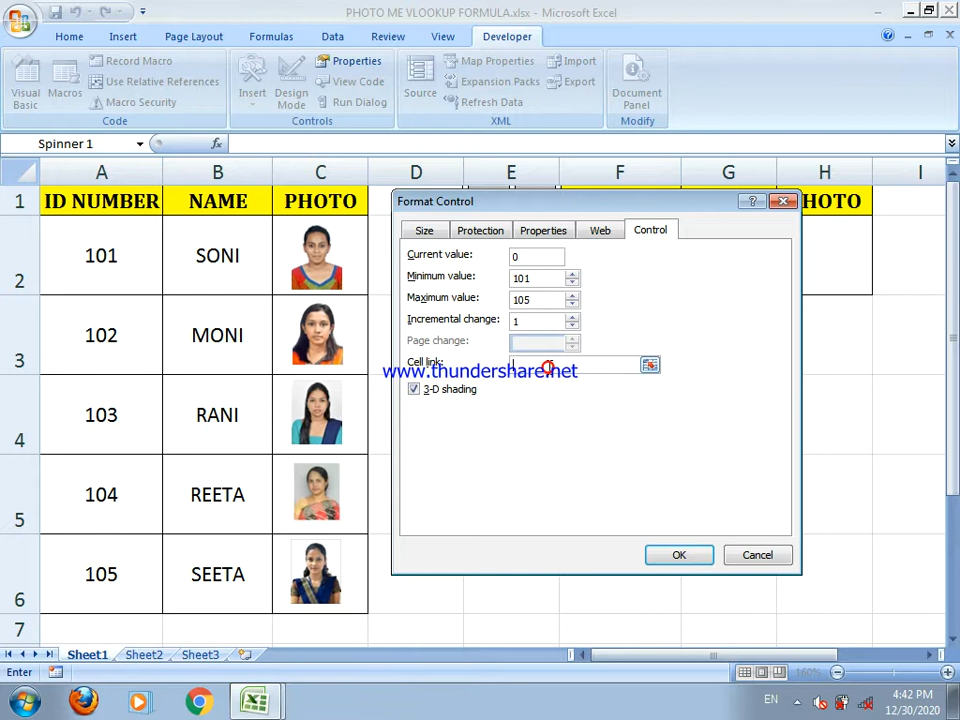 PHOTO ME VLOOKUP FORMULA.xlsx - Microsoft Excel
Home Insert Page Layout Formulas Data Review View Developer
Visual Basic
Macros
Record Macro
Use Relative References
Macro Security
Code
Insert
Design Mode
Properties
View Code
Run Dialog
Controls
Source
Map Properties
Expansion Packs
Refresh Data
Import
Export
XML
Document Panel
Modify
Spinner 1
fx
A B C D E F G H I
1 ID NUMBER NAME PHOTO HOTO
2 101 SONI
3 102 MONI
4 103 RANI
5 104 REETA
6 105 SEETA
7
Format Control
Size Protection Properties Web Control
Current value: 0
Minimum value: 101
Maximum value: 105
Incremental change: 1
Page change:
Cell link:
www.thundershare.net
3-D shading
OK Cancel
Sheet1 Sheet2 Sheet3
Enter
160%
EN
4:42 PM
12/30/2020